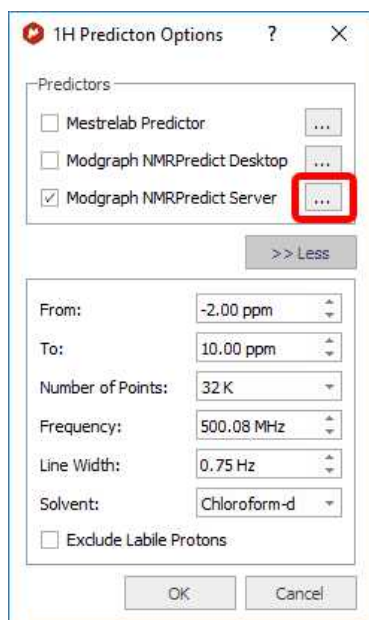 1H Predicton Options ?
Predictors
Mestrelab Predictor ...
Modgraph NMRPredict Desktop ...
Modgraph NMRPredict Server ...
>> Less
From: -2.00 ppm
To: 10.00 ppm
Number of Points: 32 K
Frequency: 500.08 MHz
Line Width: 0.75 Hz
Solvent: Chloroform-d
Exclude Labile Protons
OK Cancel